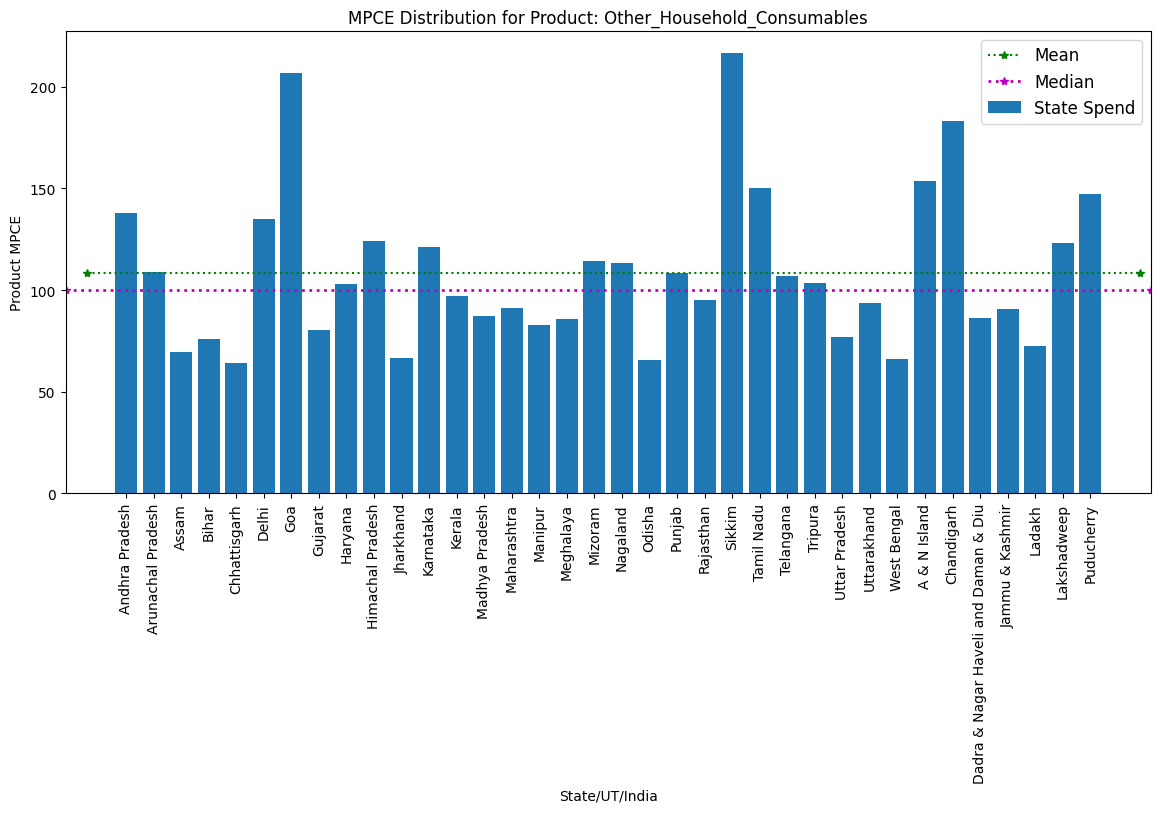 MPCE Distribution for Product: Other_Household_Consumables
Mean
Median
State Spend
Product MPCE
200
150
100
50
0
Andhra Pradesh
Arunachal Pradesh
Assam
Bihar
Chhattisgarh
Delhi
Goa
Gujarat
Haryana
Himachal Pradesh
Jharkhand
Karnataka
Kerala
Madhya Pradesh
Maharashtra
Manipur
Meghalaya
Mizoram
Nagaland
Odisha
Punjab
Rajasthan
Sikkim
Tamil Nadu
Telangana
Tripura
Uttar Pradesh
Uttarakhand
West Bengal
A & N Island
Chandigarh
Dadra & Nagar Haveli and Daman & Diu
Jammu & Kashmir
Ladakh
Lakshadweep
Puducherry
State/UT/India